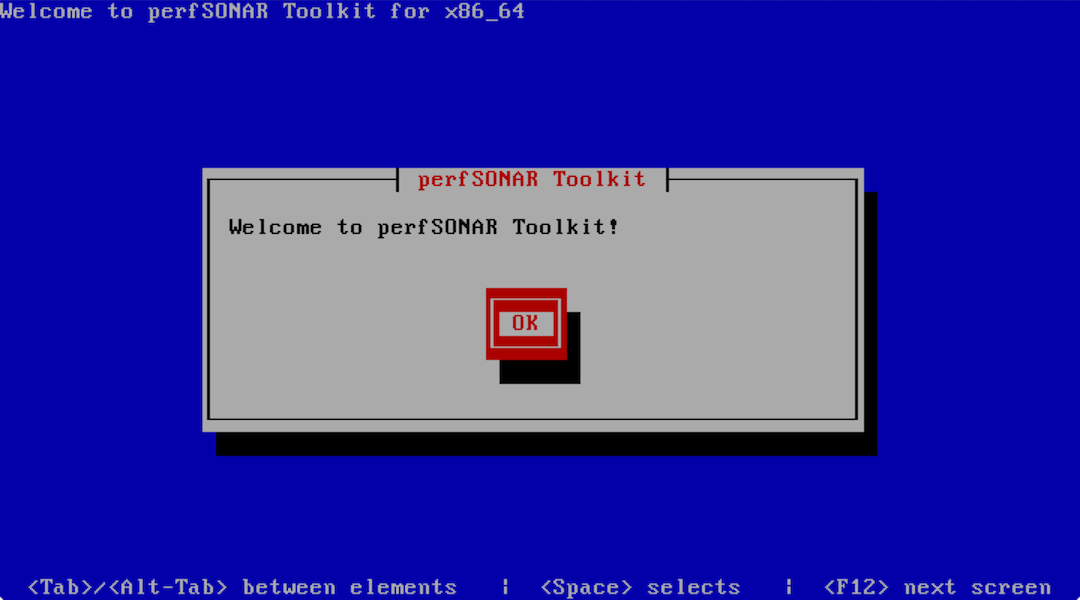 Welcome to perfSONAR Toolkit for x86_64
perfSONAR Toolkit
Welcome to perfSONAR Toolkit!
OK
<Tab>/<Alt-Tab> between elements | <Space> selects | <F12> next screen